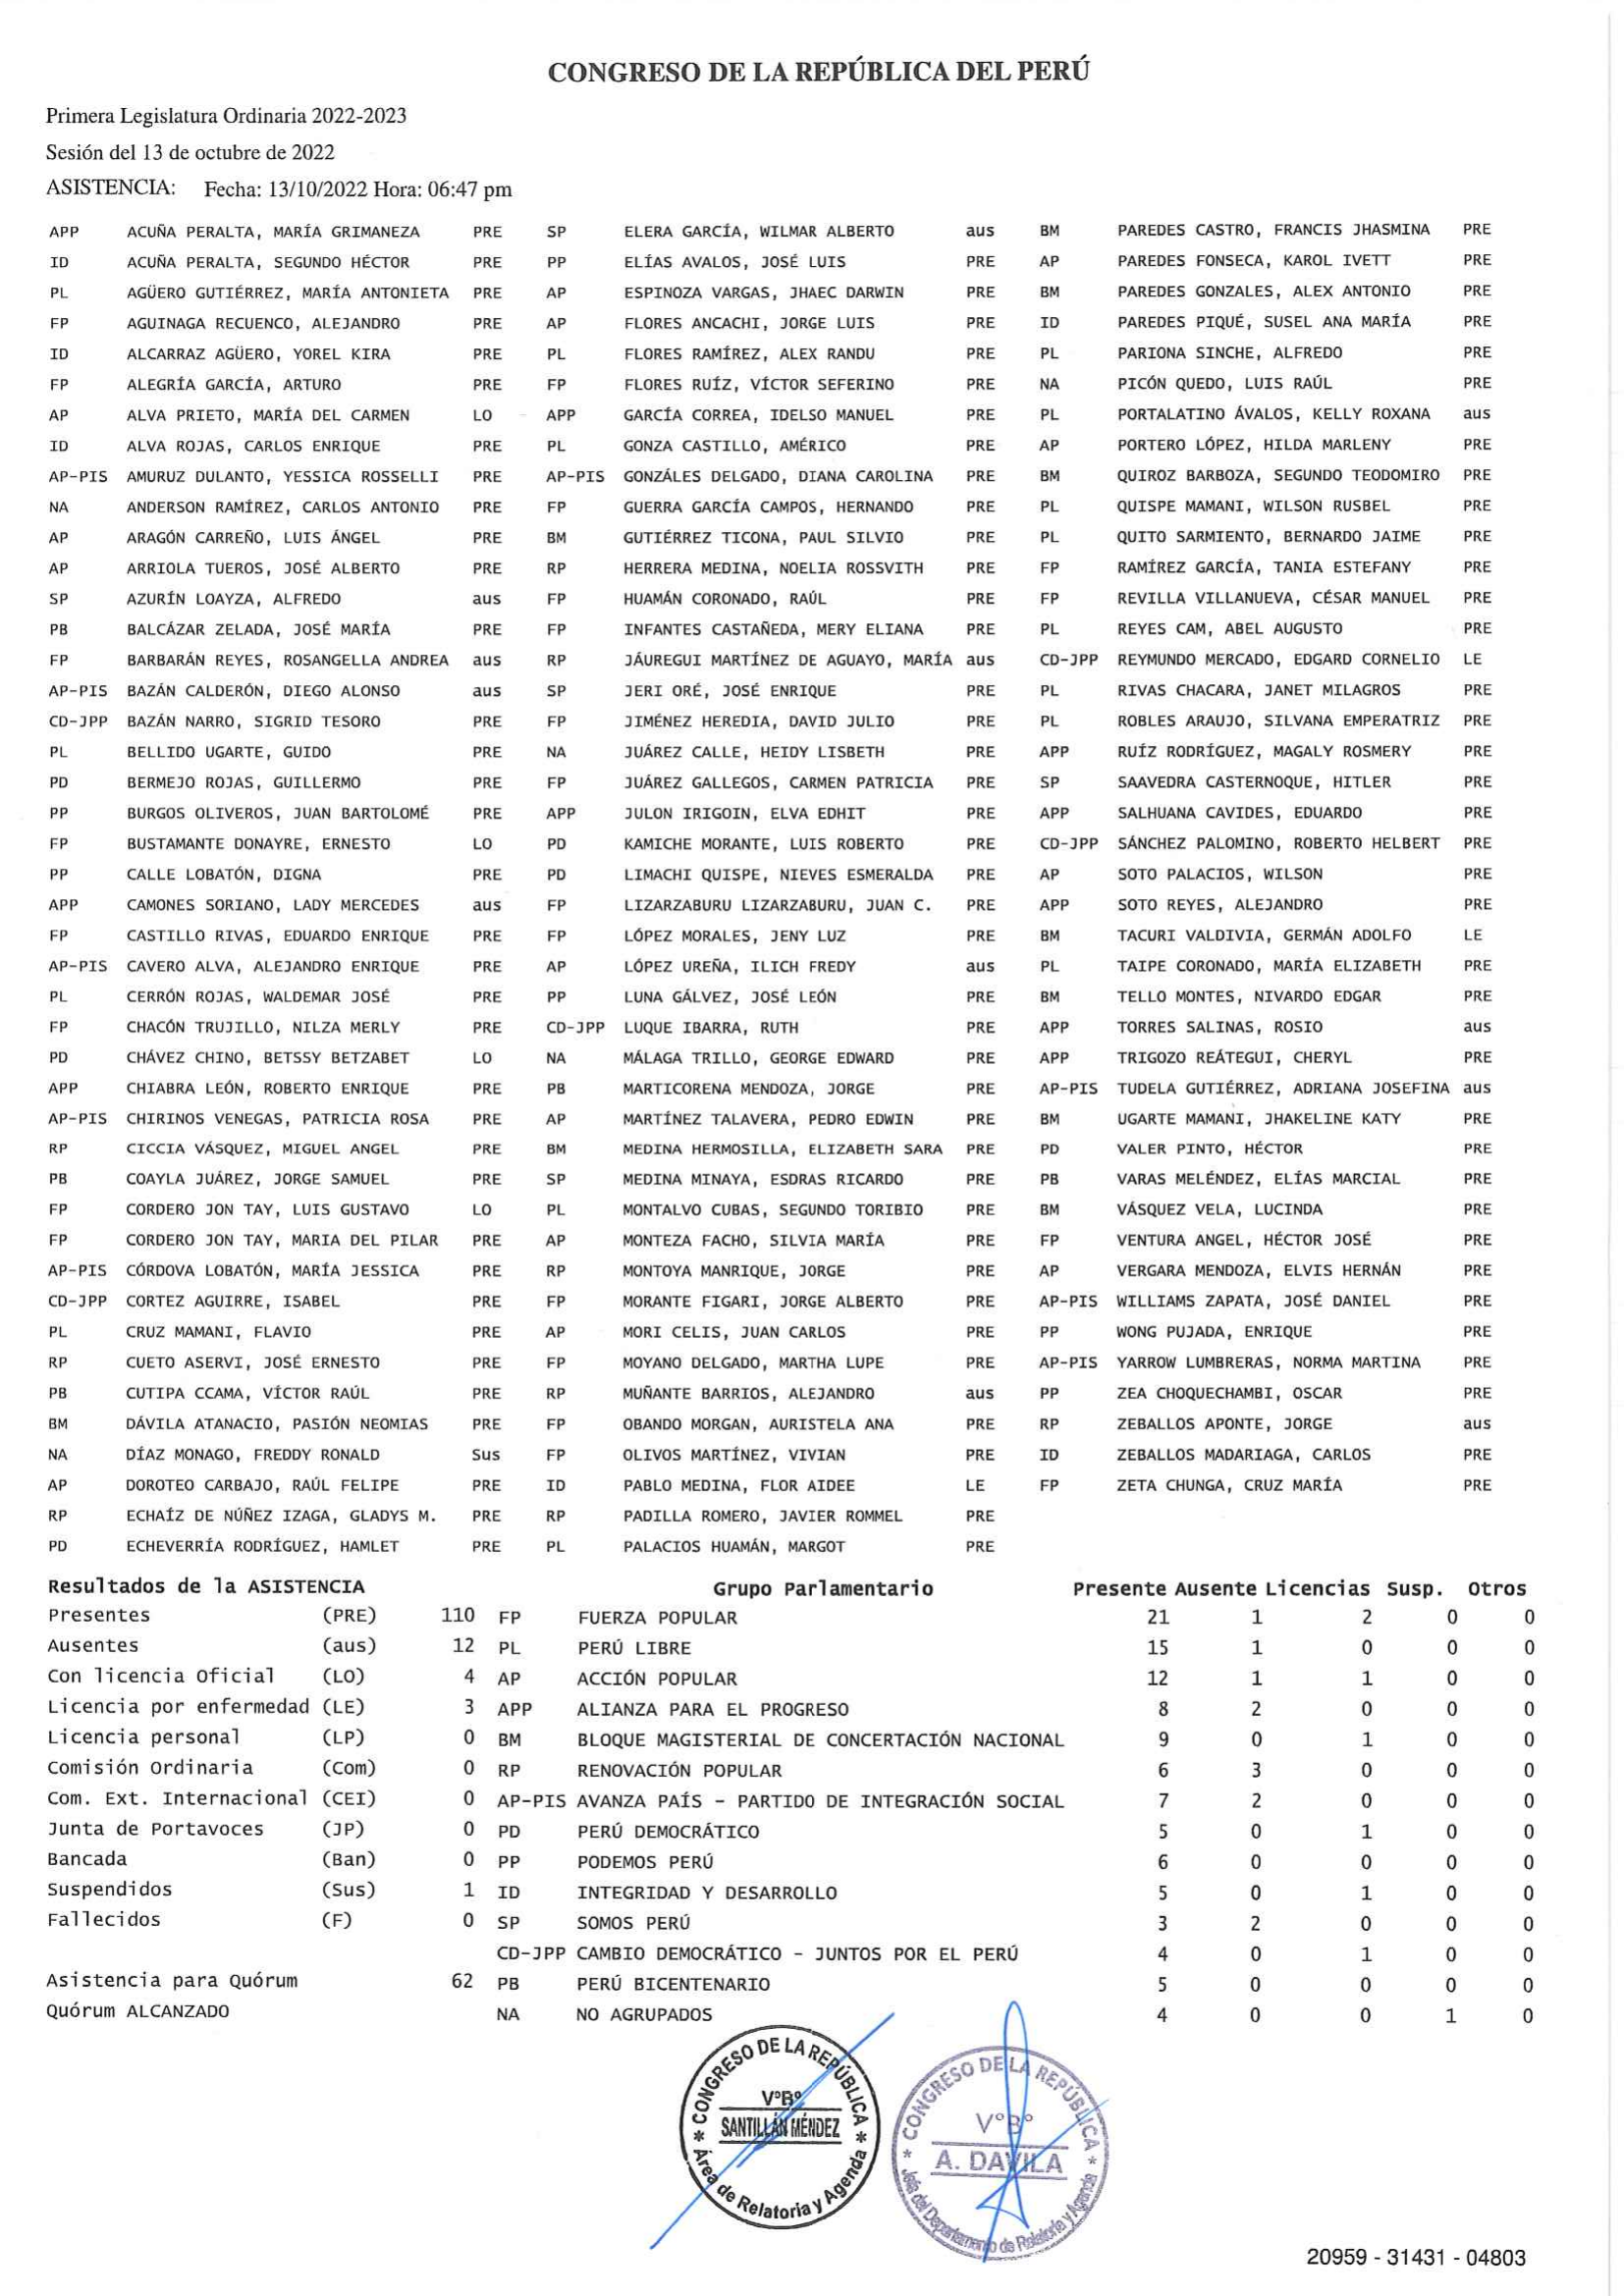 CONGRESO DE LA REPÚBLICA DEL PERÚ
Primera Legislatura Ordinaria 2022-2023
Sesión del 13 de octubre de 2022
ASISTENCIA: Fecha: 13/10/2022 Hora: 06:47 pm
APP ACUÑA PERALTA, MARÍA GRIMANEZA PRE SP ELERA GARCÍA, WILMAR ALBERTO aus BM PAREDES CASTRO, FRANCIS JHASMINA PRE
ID ACUÑA PERALTA, SEGUNDO HÉCTOR PRE PP ELÍAS AVALOS, JOSÉ LUIS PRE AP PAREDES FONSECA, KAROL IVETT PRE
PL AGÜERO GUTIÉRREZ, MARÍA ANTONIETA PRE AP ESPINOZA VARGAS, JHAEC DARWIN PRE BM PAREDES GONZALES, ALEX ANTONIO PRE
FP AGUINAGA RECUENCO, ALEJANDRO PRE AP FLORES ANCACHI, JORGE LUIS PRE ID PAREDES PIQUÉ, SUSEL ANA MARÍA PRE
ID ALCARRAZ AGÜERO, YOREL KIRA PRE PL FLORES RAMÍREZ, ALEX RANDU PRE PL PARIONA SINCHE, ALFREDO PRE
FP ALEGRÍA GARCÍA, ARTURO PRE FP FLORES RUÍZ, VÍCTOR SEFERINO PRE NA PICÓN QUEDO, LUIS RAÚL PRE
AP ALVA PRIETO, MARÍA DEL CARMEN LO APP GARCÍA CORREA, IDELSO MANUEL PRE PL PORTALATINO ÁVALOS, KELLY ROXANA aus
ID ALVA ROJAS, CARLOS ENRIQUE PRE PL GONZA CASTILLO, AMÉRICO PRE AP PORTERO LÓPEZ, HILDA MARLENY PRE
AP-PIS AMURUZ DULANTO, YESSICA ROSSELLI PRE AP-PIS GONZÁLES DELGADO, DIANA CAROLINA PRE BM QUIROZ BARBOZA, SEGUNDO TEODOMIRO PRE
NA ANDERSON RAMÍREZ, CARLOS ANTONIO PRE FP GUERRA GARCÍA CAMPOS, HERNANDO PRE PL QUISPE MAMANI, WILSON RUSBEL PRE
AP ARAGÓN CARREÑO, LUIS ÁNGEL PRE BM GUTIÉRREZ TICONA, PAUL SILVIO PRE PL QUITO SARMIENTO, BERNARDO JAIME PRE
AP ARRIOLA TUEROS, JOSÉ ALBERTO PRE RP HERRERA MEDINA, NOELIA ROSSVITH PRE FP RAMÍREZ GARCÍA, TANIA ESTEFANY PRE
SP AZURÍN LOAYZA, ALFREDO aus FP HUAMÁN CORONADO, RAÚL PRE FP REVILLA VILLANUEVA, CÉSAR MANUEL PRE
PB BALCÁZAR ZELADA, JOSÉ MARÍA PRE FP INFANTES CASTAÑEDA, MERY ELIANA PRE PL REYES CAM, ABEL AUGUSTO PRE
FP BARBARÁN REYES, ROSANGELLA ANDREA aus RP JÁUREGUI MARTÍNEZ DE AGUAYO, MARÍA aus CD-JPP REYMUNDO MERCADO, EDGARD CORNELIO LE
AP-PIS BAZÁN CALDERÓN, DIEGO ALONSO aus SP JERI ORÉ, JOSÉ ENRIQUE PRE PL RIVAS CHACARA, JANET MILAGROS PRE
CD-JPP BAZÁN NARRO, SIGRID TESORO PRE FP JIMÉNEZ HEREDIA, DAVID JULIO PRE PL ROBLES ARAUJO, SILVANA EMPERATRIZ PRE
PL BELLIDO UGARTE, GUIDO PRE NA JUÁREZ CALLE, HEIDY LISBETH PRE APP RUÍZ RODRÍGUEZ, MAGALY ROSMERY PRE
PD BERMEJO ROJAS, GUILLERMO PRE FP JUÁREZ GALLEGOS, CARMEN PATRICIA PRE SP SAAVEDRA CASTERNOQUE, HITLER PRE
PP BURGOS OLIVEROS, JUAN BARTOLOMÉ PRE APP JULON IRIGOIN, ELVA EDHIT PRE APP SALHUANA CAVIDES, EDUARDO PRE
FP BUSTAMANTE DONAYRE, ERNESTO LO PD KAMICHE MORANTE, LUIS ROBERTO PRE CD-JPP SÁNCHEZ PALOMINO, ROBERTO HELBERT PRE
PP CALLE LOBATÓN, DIGNA PRE PD LIMACHI QUISPE, NIEVES ESMERALDA PRE AP SOTO PALACIOS, WILSON PRE
APP CAMONES SORIANO, LADY MERCEDES aus FP LIZARZABURU LIZARZABURU, JUAN C. PRE APP SOTO REYES, ALEJANDRO PRE
FP CASTILLO RIVAS, EDUARDO ENRIQUE PRE FP LÓPEZ MORALES, JENY LUZ PRE BM TACURI VALDIVIA, GERMÁN ADOLFO LE
AP-PIS CAVERO ALVA, ALEJANDRO ENRIQUE PRE AP LÓPEZ UREÑA, ILICH FREDY aus PL TAIPE CORONADO, MARÍA ELIZABETH PRE
PL CERRÓN ROJAS, WALDEMAR JOSÉ PRE PP LUNA GÁLVEZ, JOSÉ LEÓN PRE BM TELLO MONTES, NIVARDO EDGAR PRE
FP CHACÓN TRUJILLO, NILZA MERLY PRE CD-JPP LUQUE IBARRA, RUTH PRE APP TORRES SALINAS, ROSIO aus
PD CHÁVEZ CHINO, BETSSY BETZABET LO NA MÁLAGA TRILLO, GEORGE EDWARD PRE APP TRIGOZO REÁTEGUI, CHERYL PRE
APP CHIABRA LEÓN, ROBERTO ENRIQUE PRE PB MARTICORENA MENDOZA, JORGE PRE AP-PIS TUDELA GUTIÉRREZ, ADRIANA JOSEFINA aus
AP-PIS CHIRINOS VENEGAS, PATRICIA ROSA PRE AP MARTÍNEZ TALAVERA, PEDRO EDWIN PRE BM UGARTE MAMANI, JHAKELINE KATY PRE
RP CICCIA VÁSQUEZ, MIGUEL ANGEL PRE BM MEDINA HERMOSILLA, ELIZABETH SARA PRE PD VALER PINTO, HÉCTOR PRE
PB COAYLA JUÁREZ, JORGE SAMUEL PRE SP MEDINA MINAYA, ESDRAS RICARDO PRE PB VARAS MELÉNDEZ, ELÍAS MARCIAL PRE
FP CORDERO JON TAY, LUIS GUSTAVO LO PL MONTALVO CUBAS, SEGUNDO TORIBIO PRE BM VÁSQUEZ VELA, LUCINDA PRE
FP CORDERO JON TAY, MARIA DEL PILAR PRE AP MONTEZA FACHO, SILVIA MARÍA PRE FP VENTURA ANGEL, HÉCTOR JOSÉ PRE
AP-PIS CÓRDOVA LOBATÓN, MARÍA JESSICA PRE RP MONTOYA MANRIQUE, JORGE PRE AP VERGARA MENDOZA, ELVIS HERNÁN PRE
CD-JPP CORTEZ AGUIRRE, ISABEL PRE FP MORANTE FIGARI, JORGE ALBERTO PRE AP-PIS WILLIAMS ZAPATA, JOSÉ DANIEL PRE
PL CRUZ MAMANI, FLAVIO PRE AP MORI CELIS, JUAN CARLOS PRE PP WONG PUJADA, ENRIQUE PRE
RP CUETO ASERVI, JOSÉ ERNESTO PRE FP MOYANO DELGADO, MARTHA LUPE PRE AP-PIS YARROW LUMBRERAS, NORMA MARTINA PRE
PB CUTIPA CCAMA, VÍCTOR RAÚL PRE RP MUÑANTE BARRIOS, ALEJANDRO aus PP ZEA CHOQUECHAMBI, OSCAR PRE
BM DÁVILA ATANACIO, PASIÓN NEOMIAS PRE FP OBANDO MORGAN, AURISTELA ANA PRE RP ZEBALLOS APONTE, JORGE aus
NA DÍAZ MONAGO, FREDDY RONALD Sus FP OLIVOS MARTÍNEZ, VIVIAN PRE ID ZEBALLOS MADARIAGA, CARLOS PRE
AP DOROTEO CARBAJO, RAÚL FELIPE PRE ID PABLO MEDINA, FLOR AIDEE LE FP ZETA CHUNGA, CRUZ MARÍA PRE
RP ECHAÍZ DE NÚÑEZ IZAGA, GLADYS M. PRE RP PADILLA ROMERO, JAVIER ROMMEL PRE
PD ECHEVERRÍA RODRÍGUEZ, HAMLET PRE PL PALACIOS HUAMÁN, MARGOT PRE
Resultados de la ASISTENCIA Grupo Parlamentario Presente Ausente Licencias Susp. Otros
Presentes (PRE) 110 FP FUERZA POPULAR 21 1 2 0 0
Ausentes (aus) 12 PL PERÚ LIBRE 15 1 0 0 0
Con licencia Oficial (LO) 4 AP ACCIÓN POPULAR 12 1 1 0 0
Licencia por enfermedad (LE) 3 APP ALIANZA PARA EL PROGRESO 8 2 0 0 0
Licencia personal (LP) 0 BM BLOQUE MAGISTERIAL DE CONCERTACIÓN NACIONAL 9 0 1 0 0
Comisión Ordinaria (Com) 0 RP RENOVACIÓN POPULAR 6 3 0 0 0
Com. Ext. Internacional (CEI) 0 AP-PIS AVANZA PAÍS - PARTIDO DE INTEGRACIÓN SOCIAL 7 2 0 0 0
Junta de Portavoces (JP) 0 PD PERÚ DEMOCRÁTICO 5 0 1 0 0
Bancada (Ban) 0 PP PODEMOS PERÚ 6 0 0 0 0
Suspendidos (Sus) 1 ID INTEGRIDAD Y DESARROLLO 5 0 1 0 0
Fallecidos (F) 0 SP SOMOS PERÚ 3 2 0 0 0
CD-JPP CAMBIO DEMOCRÁTICO - JUNTOS POR EL PERÚ 4 0 1 0 0
Asistencia para Quórum 62 PB PERÚ BICENTENARIO 5 0 0 0 0
Quórum ALCANZADO NA NO AGRUPADOS 4 0 0 1 0
CONGRESO DE LA REPÚBLICA
V°B°
SANTILLÁN MÉNDEZ
Área de Relatoria y Agenda
CONGRESO DE LA REPÚBLICA
V°B°
A. DAVILA
Jefa del Departamento de Relatoría y Agenda
20959 - 31431 - 04803